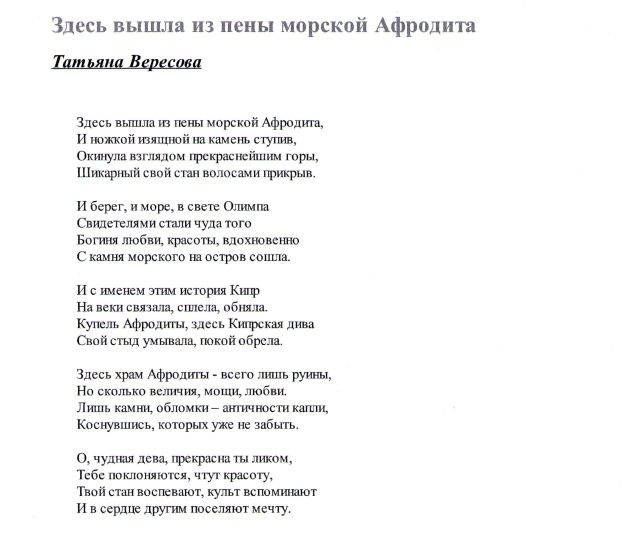 Здесь вышла из пены морской Афродита
Татьяна Вересова
Здесь вышла из пены морской Афродита,
И ножкой изящной на камень ступив,
Окинула взглядом прекраснейшим горы,
Шикарный свой стан волосами прикрыв.
И берег, и море, в свете Олимпа
Свидетелями стали чуда того
Богиня любви, красоты, вдохновенно
С камня морского на остров сошла.
И с именем этим история Кипр
На веки связала, сплела, обняла.
Купель Афродиты, здесь Кипрская дива
Свой стыд умывала, покой обрела.
Здесь храм Афродиты - всего лишь руины,
Но сколько величия, мощи, любви.
Лишь камни, обломки – античности капли,
Коснувшись, которых уже не забыть.
О, чудная дева, прекрасна ты ликом,
Тебе поклоняются, чтут красоту,
Твой стан воспевают, культ вспоминают
И в сердце другим поселяют мечту.